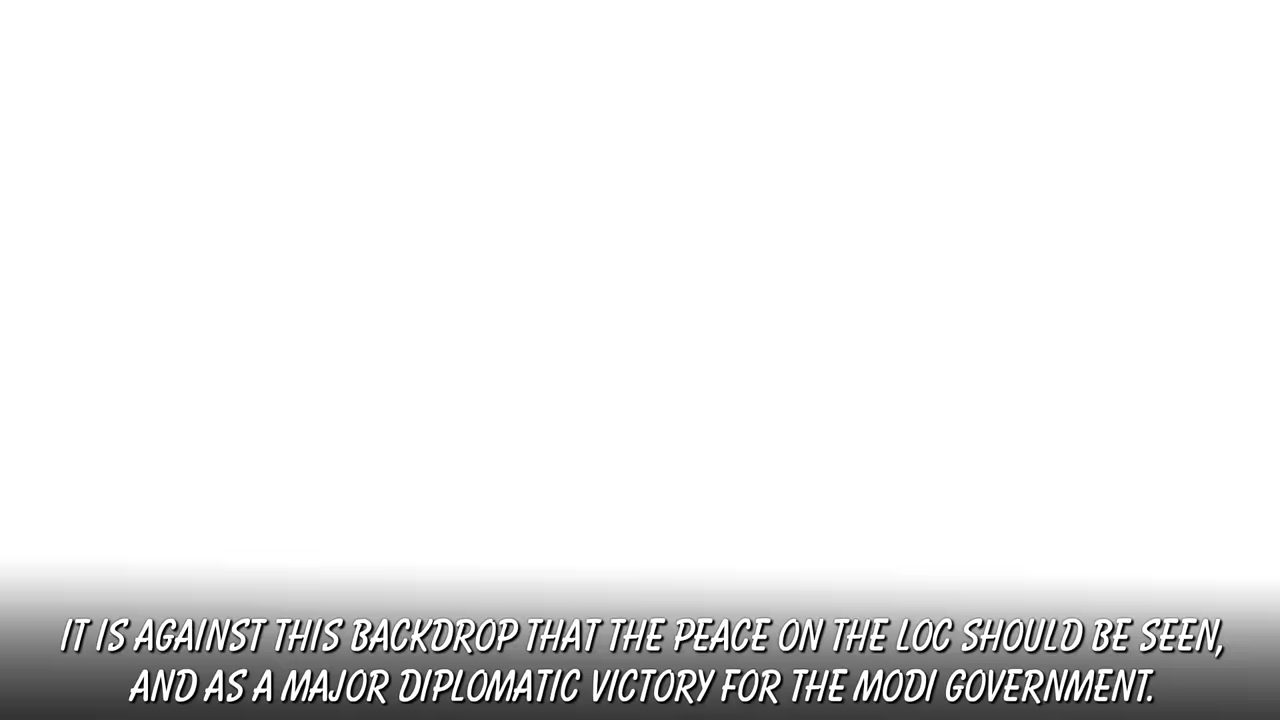 IT IS AGAINST THIS BACKDROP THAT THE PEACE ON THE LOC SHOULD BE SEEN,
AND AS A MAJOR DIPLOMATIC VICTORY FOR THE MODI GOVERNMENT.